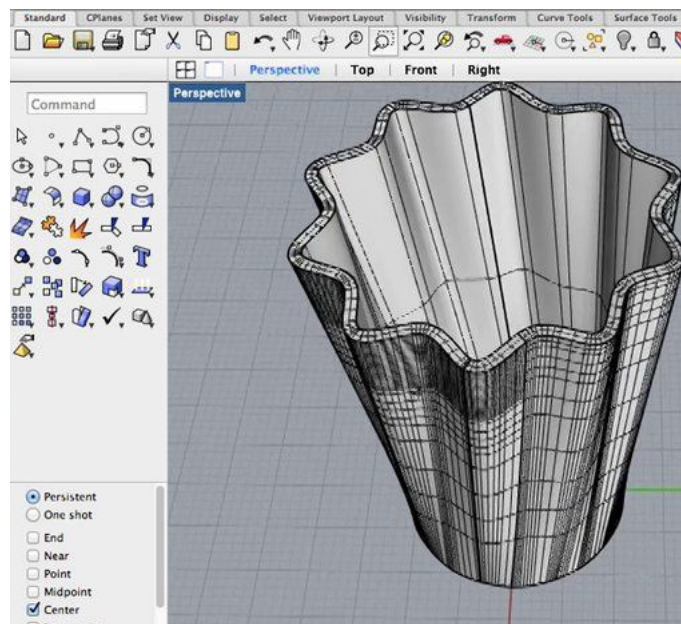 Standard CPlanes Set View Display Select Viewport Layout Visibility Transform Curve Tools Surface Tools
Perspective Top Front Right
Perspective
Command
Persistent
One shot
End
Near
Point
Midpoint
Center